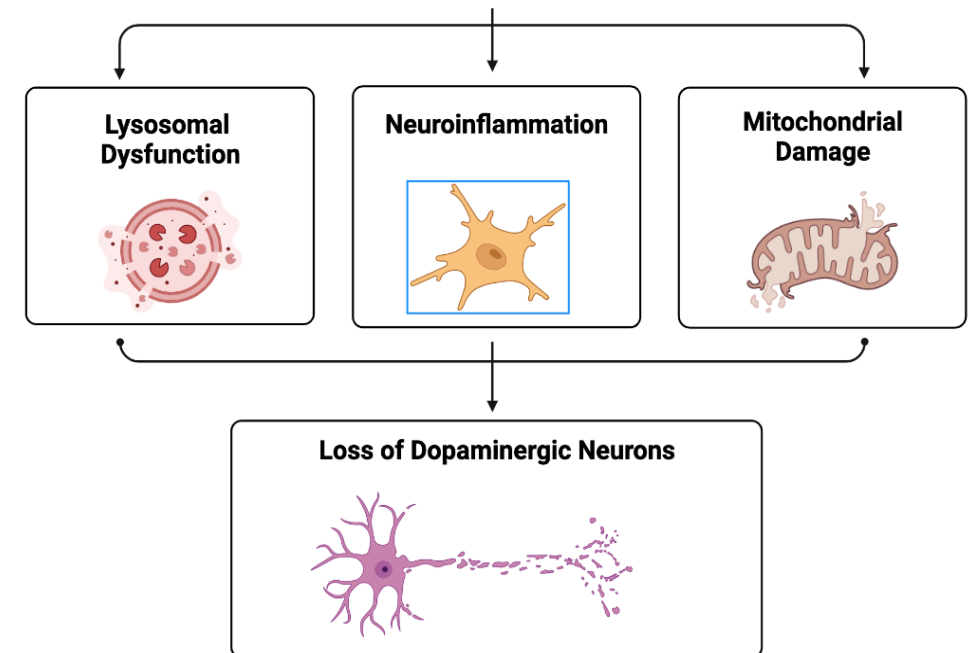 Lysosomal
Dysfunction
Neuroinflammation
Mitochondrial
Damage
Loss of Dopaminergic Neurons